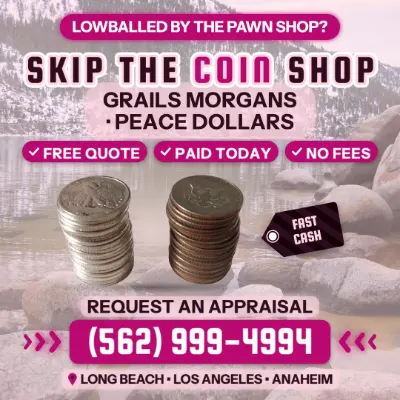 LOWBALLED BY THE PAWN SHOP?
SKIP THE COIN SHOP
GRAILS MORGANS
• PEACE DOLLARS
✓ FREE QUOTE ✓ PAID TODAY ✓ NO FEES
FAST
CASH
REQUEST AN APPRAISAL
(562) 999-4994
LONG BEACH • LOS ANGELES • ANAHEIM